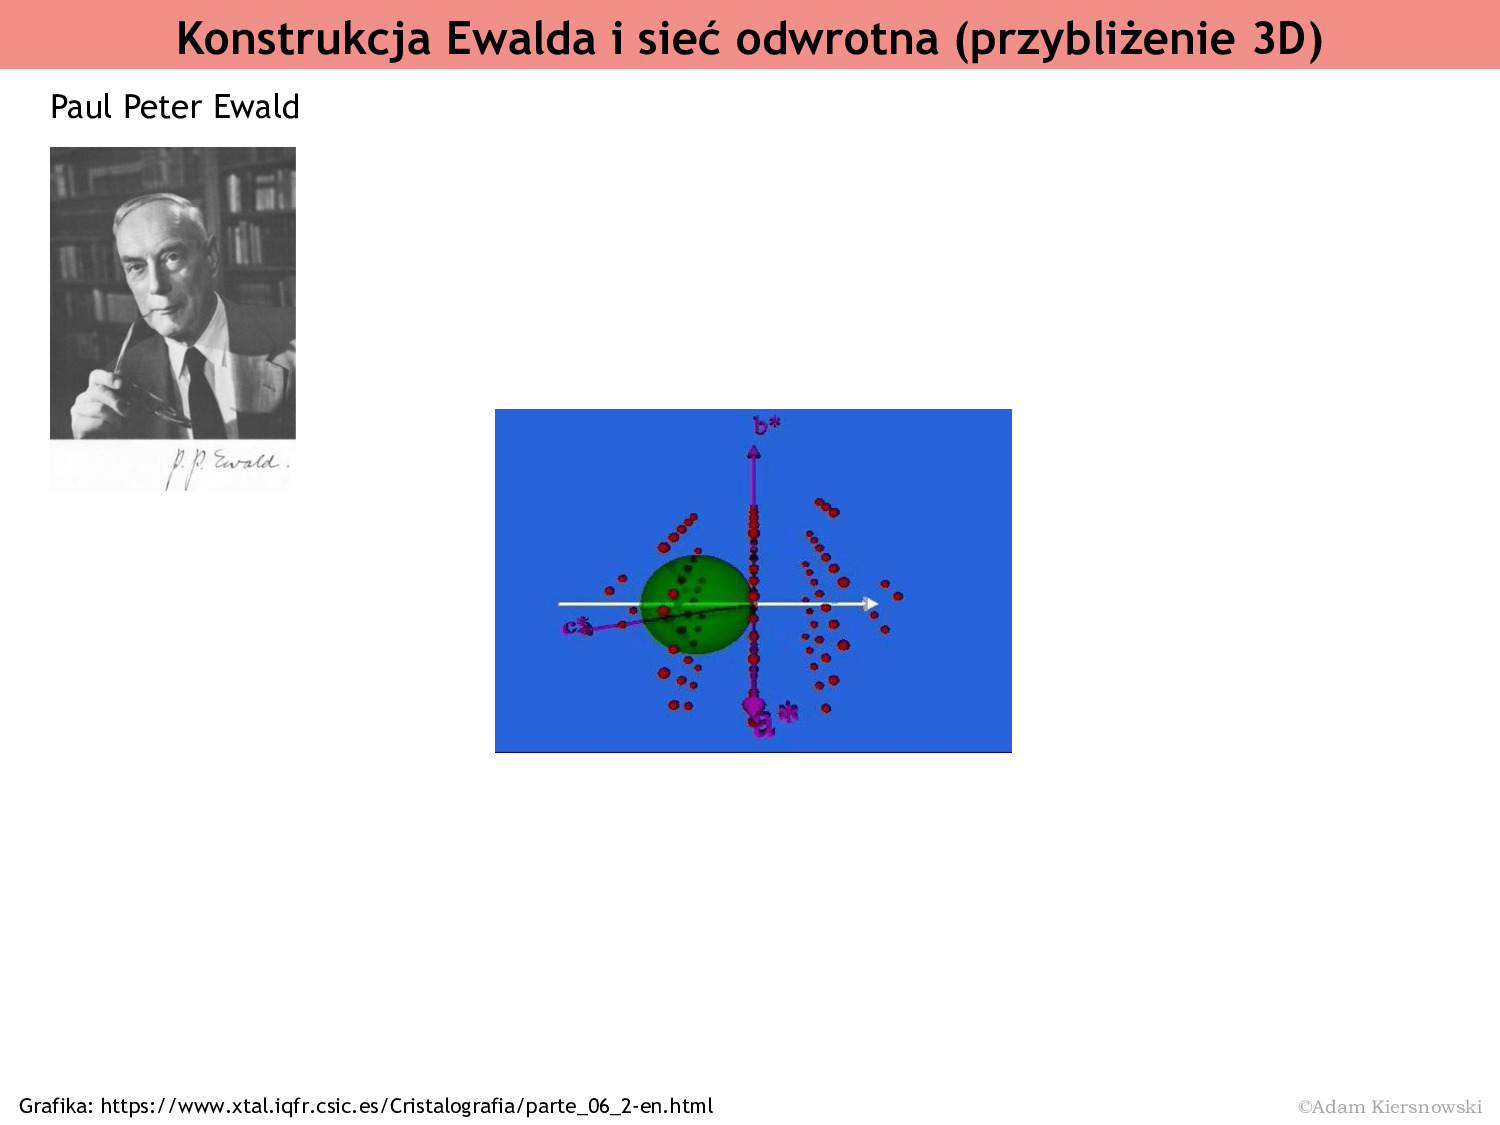 Konstrukcja Ewalda i sieć odwrotna (przybliżenie 3D)
Paul Peter Ewald
P. P. Ewald.
b*
c*
a*
Grafika: https://www.xtal.iqfr.csic.es/Cristalografia/parte_06_2-en.html
©Adam Kiersnowski